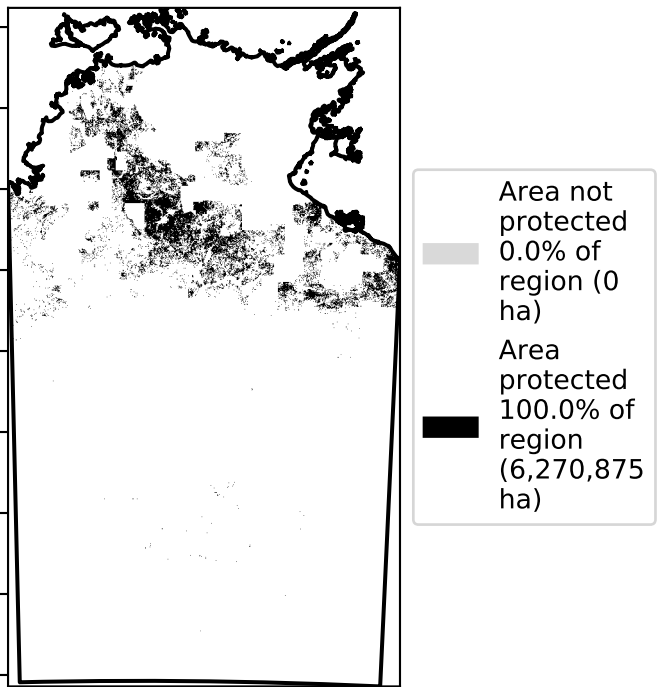 Area not
protected
0.0% of
region (0
ha)
Area
protected
100.0% of
region
(6,270,875
ha)